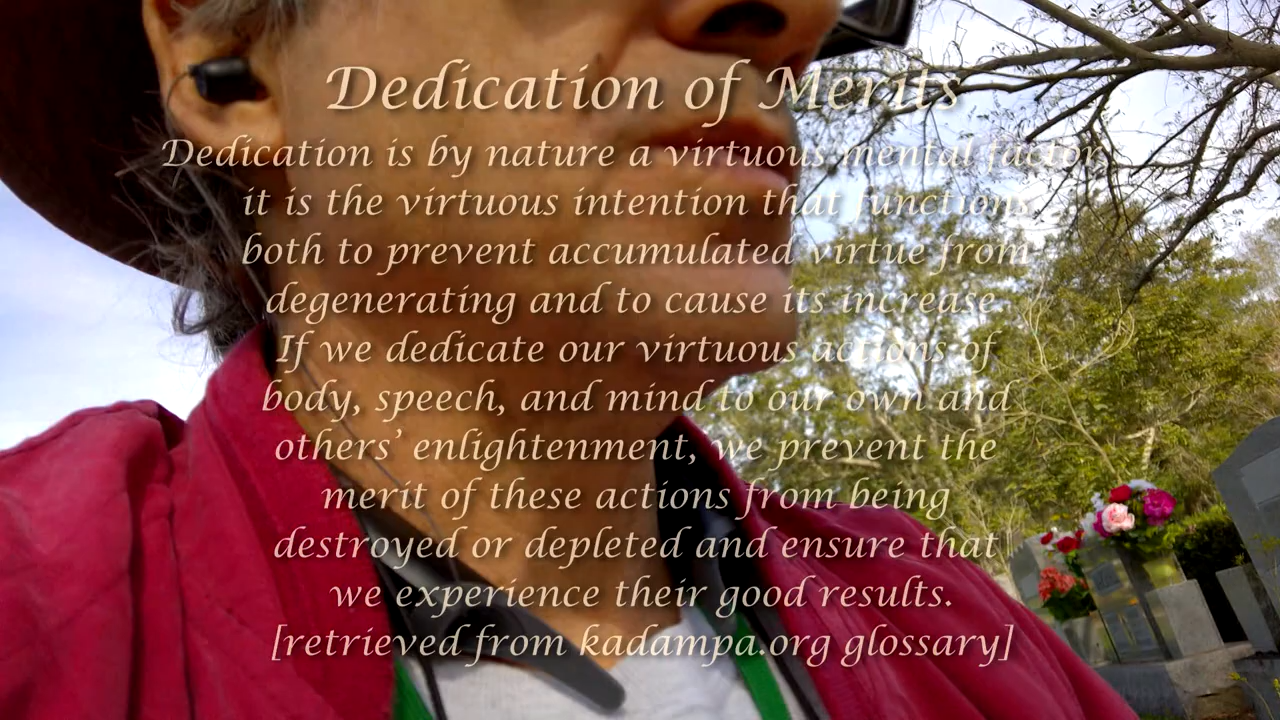 Dedication of Merits
Dedication is by nature a virtuous mental factor
it is the virtuous intention that functions
both to prevent accumulated virtue from
degenerating and to cause its increase.
If we dedicate our virtuous actions of
body, speech, and mind to our own and
others’ enlightenment, we prevent the
merit of these actions from being
destroyed or depleted and ensure that
we experience their good results.
[retrieved from kadampa.org glossary]